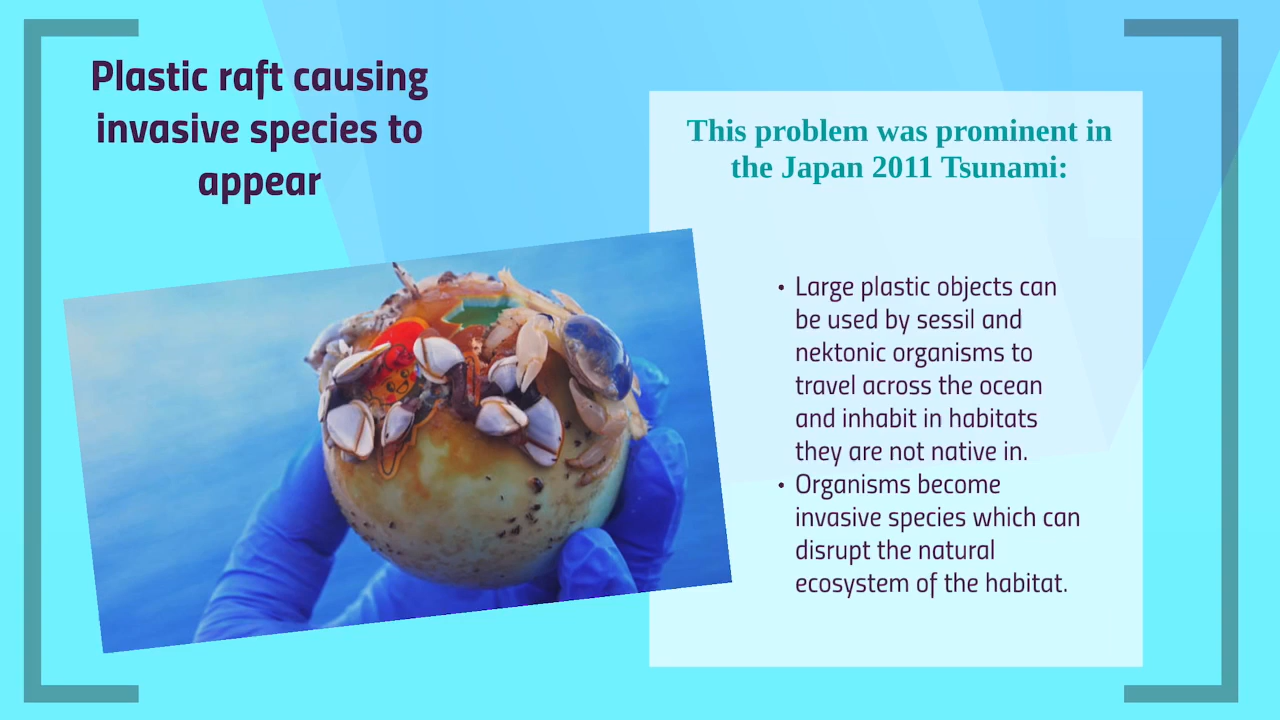 Plastic raft causing
invasive species to
appear
This problem was prominent in
the Japan 2011 Tsunami:
• Large plastic objects can
be used by sessil and
nektonic organisms to
travel across the ocean
and inhabit in habitats
they are not native in.
• Organisms become
invasive species which can
disrupt the natural
ecosystem of the habitat.